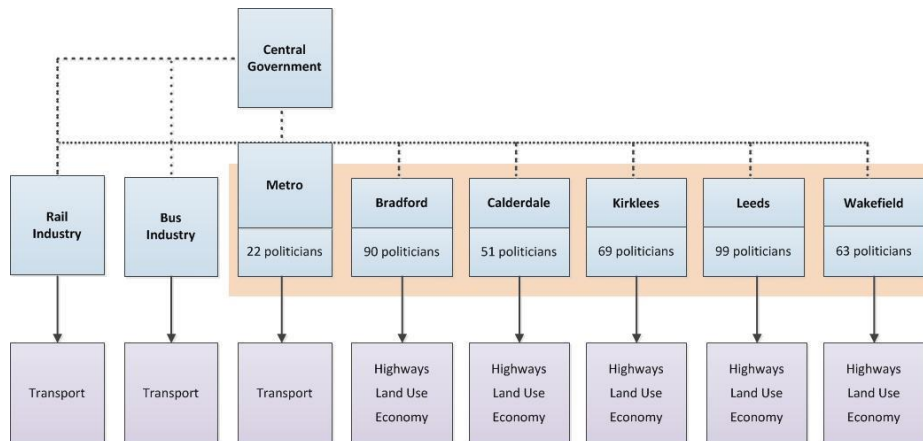 Central
Government
Rail
Industry
Bus
Industry
Metro
22 politicians
Bradford
90 politicians
Calderdale
51 politicians
Kirklees
69 politicians
Leeds
99 politicians
Wakefield
63 politicians
Transport
Transport
Transport
Highways
Land Use
Economy
Highways
Land Use
Economy
Highways
Land Use
Economy
Highways
Land Use
Economy
Highways
Land Use
Economy